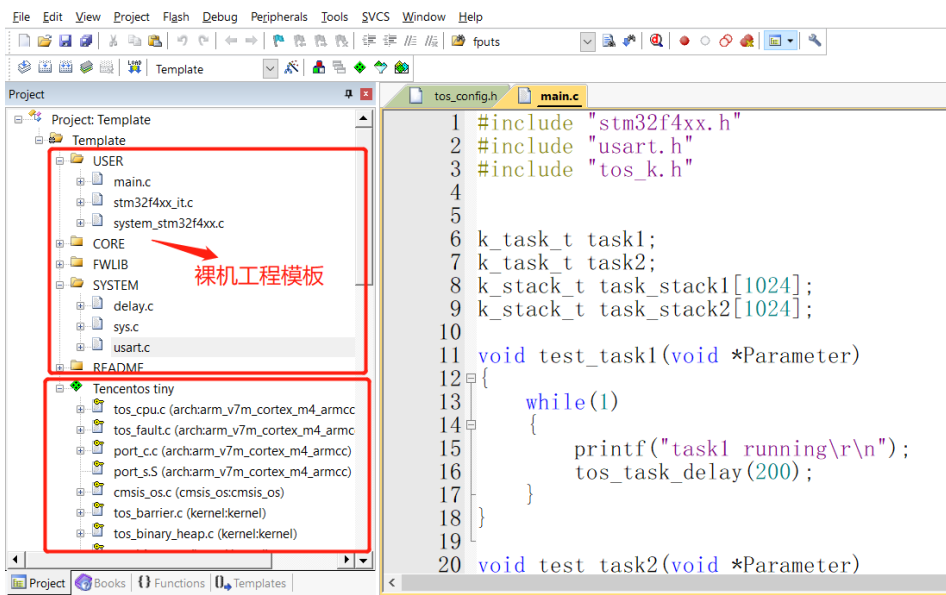 File Edit View Project Flash Debug Peripherals Tools SVCS Window Help
fputs
LOAD Template
Project
tos_config.h main.c
Project: Template
Template
USER
main.c
stm32f4xx_it.c
system_stm32f4xx.c
CORE
FWLIB
裸机工程模板
SYSTEM
delay.c
sys.c
usart.c
README
Tencentos tiny
tos_cpu.c (arch:arm_v7m_cortex_m4_armcc
tos_fault.c (arch:arm_v7m_cortex_m4_armc
port_c.c (arch:arm_v7m_cortex_m4_armcc)
port_s.S (arch:arm_v7m_cortex_m4_armcc)
cmsis_os.c (cmsis_os:cmsis_os)
tos_barrier.c (kernel:kernel)
tos_binary_heap.c (kernel:kernel)
Project Books {} Functions 0 Templates
1 #include "stm32f4xx.h"
2 #include "usart.h"
3 #include "tos_k.h"
4
5
6 k_task_t task1;
7 k_task_t task2;
8 k_stack_t task_stack1[1024];
9 k_stack_t task_stack2[1024];
10
11 void test_task1(void *Parameter)
12 {
13 while(1)
14 {
15 printf("task1 running\r\n");
16 tos_task_delay(200);
17 }
18 }
19
20 void test_task2(void *Parameter)